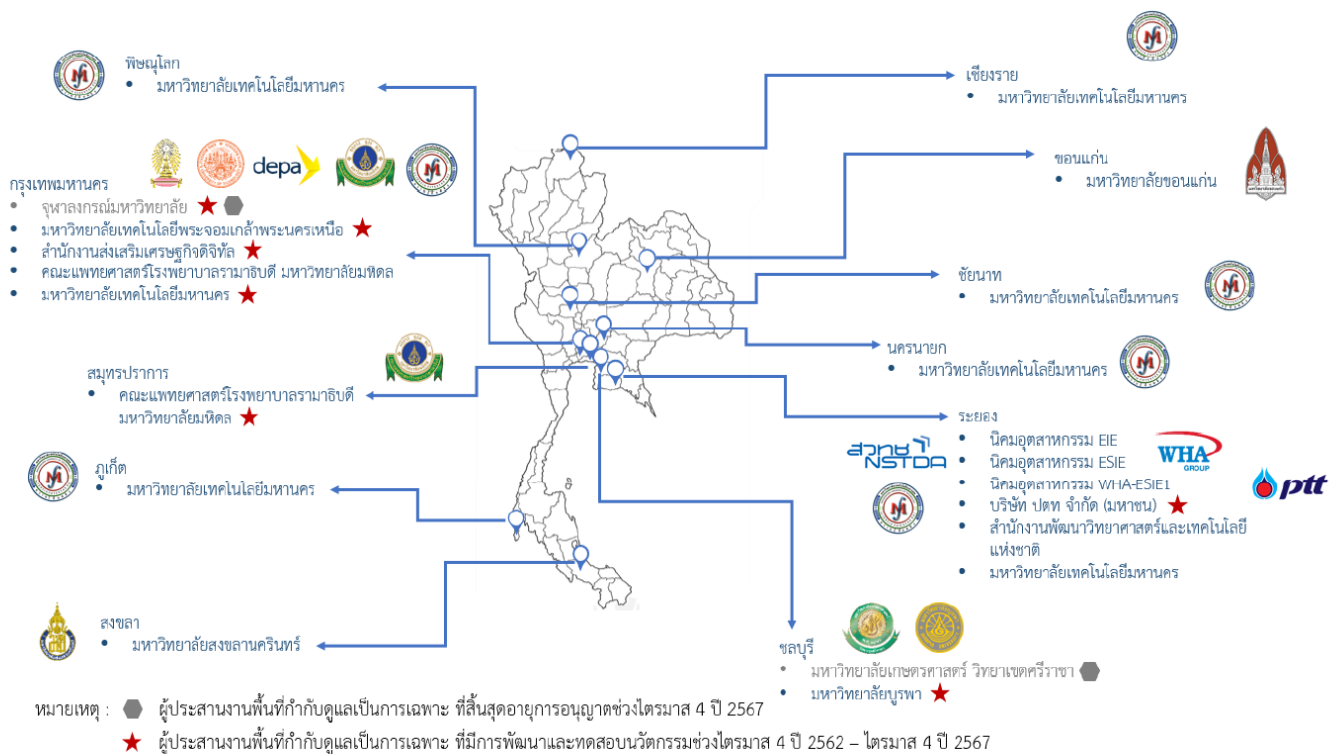 พิษณุโลก
• มหาวิทยาลัยเทคโนโลยีมหานคร
เชียงราย
• มหาวิทยาลัยเทคโนโลยีมหานคร
ขอนแก่น
• มหาวิทยาลัยขอนแก่น
depa
กรุงเทพมหานคร
• จุฬาลงกรณ์มหาวิทยาลัย
• มหาวิทยาลัยเทคโนโลยีพระจอมเกล้าพระนครเหนือ
• สำนักงานส่งเสริมเศรษฐกิจดิจิทัล
• คณะแพทยศาสตร์โรงพยาบาลรามาธิบดี มหาวิทยาลัยมหิดล
• มหาวิทยาลัยเทคโนโลยีมหานคร
ชัยนาท
• มหาวิทยาลัยเทคโนโลยีมหานคร
นครนายก
• มหาวิทยาลัยเทคโนโลยีมหานคร
สมุทรปราการ
• คณะแพทยศาสตร์โรงพยาบาลรามาธิบดี
มหาวิทยาลัยมหิดล
ระยอง
• นิคมอุตสาหกรรม EIE
• นิคมอุตสาหกรรม ESIE
• นิคมอุตสาหกรรม WHA-ESIE1
• บริษัท ปตท จำกัด (มหาชน)
• สำนักงานพัฒนาวิทยาศาสตร์และเทคโนโลยี
แห่งชาติ
• มหาวิทยาลัยเทคโนโลยีมหานคร
สวทช
NSTDA
WHA
GROUP
ptt
ภูเก็ต
• มหาวิทยาลัยเทคโนโลยีมหานคร
สงขลา
• มหาวิทยาลัยสงขลานครินทร์
ชลบุรี
• มหาวิทยาลัยเกษตรศาสตร์ วิทยาเขตศรีราชา
• มหาวิทยาลัยบูรพา
หมายเหตุ : ผู้ประสานงานพื้นที่กำกับดูแลเป็นการเฉพาะ ที่สิ้นสุดอายุการอนุญาตช่วงไตรมาส 4 ปี 2567
ผู้ประสานงานพื้นที่กำกับดูแลเป็นการเฉพาะ ที่มีการพัฒนาและทดสอบนวัตกรรมช่วงไตรมาส 4 ปี 2562 – ไตรมาส 4 ปี 2567